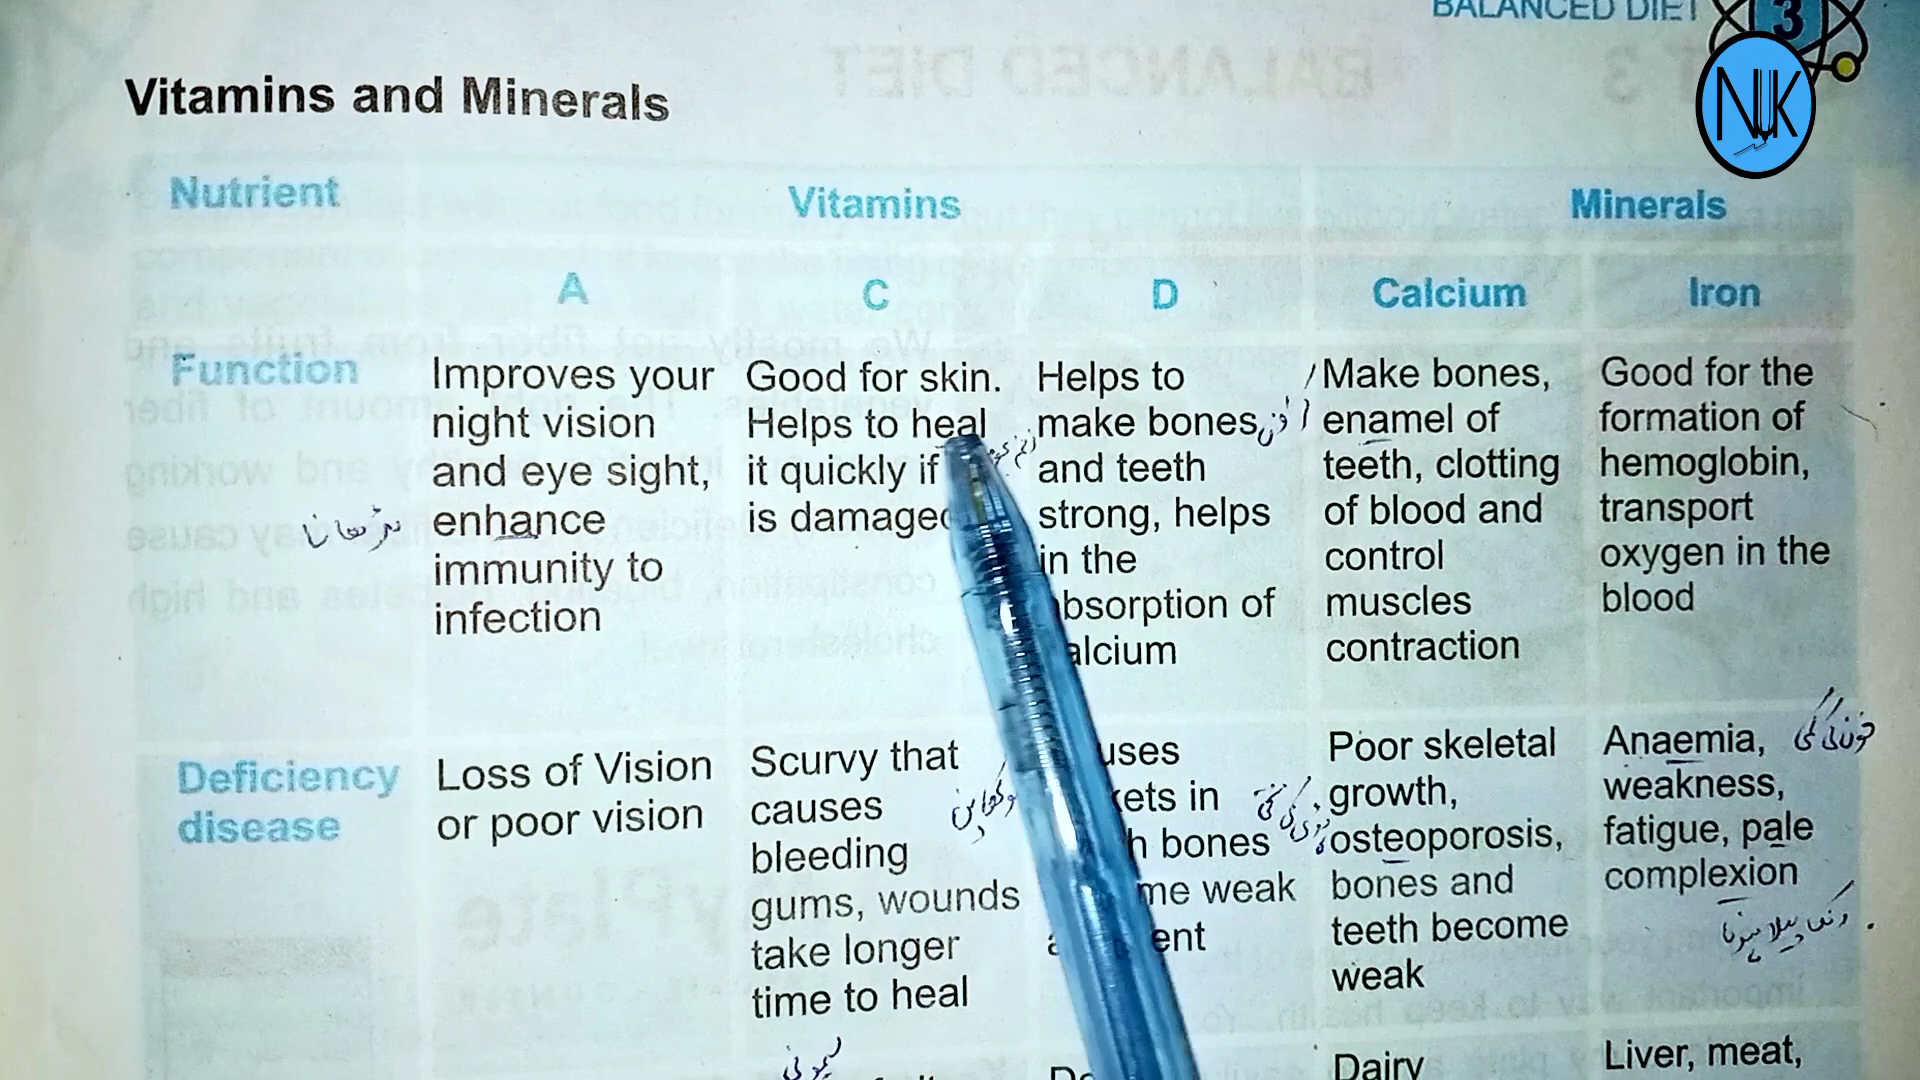 BALANCED DIET
3
NUK
Vitamins and Minerals
Nutrient
Vitamins
Minerals
A
C
D
Calcium
Iron
Function
Improves your
night vision
and eye sight,
enhance
immunity to
infection
بڑھانا
Good for skin.
Helps to heal
it quickly if
is damaged
Helps to
make bones
and teeth
strong, helps
in the
absorption of
calcium
Make bones,
enamel of
teeth, clotting
of blood and
control
muscles
contraction
Good for the
formation of
hemoglobin,
transport
oxygen in the
blood
Deficiency
disease
Loss of Vision
or poor vision
Scurvy that
causes
bleeding
gums, wounds
take longer
time to heal
uses
kets in
h bones
me weak
ent
Poor skeletal
growth,
osteoporosis,
bones and
teeth become
weak
Anaemia,
weakness,
fatigue, pale
complexion
Dairy
Liver, meat,